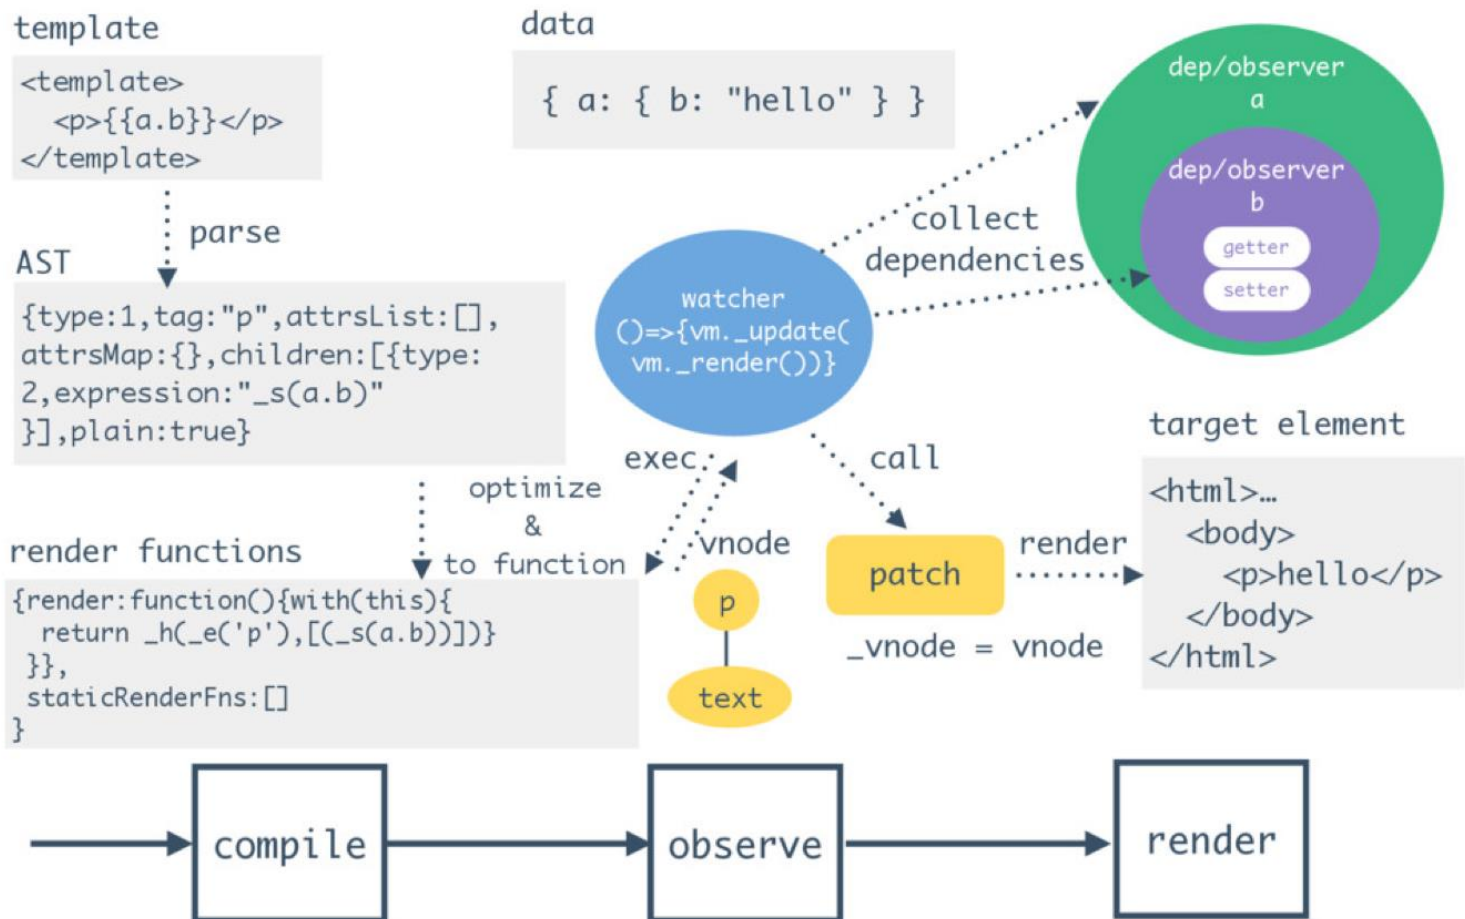 template
<template>
  <p>{{a.b}}</p>
</template>
parse
AST
{type:1,tag:"p",attrsList:[],
attrsMap:{},children:[{type:
2,expression:"_s(a.b)"
}],plain:true}
optimize
&
to function
render functions
{render:function(){with(this){
  return _h(_e('p'),[(_s(a.b))])}
 }},
 staticRenderFns:[]
}
data
{ a: { b: "hello" } }
watcher
()=>{vm._update(
vm._render())}
collect
dependencies
dep/observer
a
dep/observer
b
getter
setter
exec
vnode
p
text
call
patch
_vnode = vnode
render
target element
<html>…
  <body>
    <p>hello</p>
  </body>
</html>
compile
observe
render